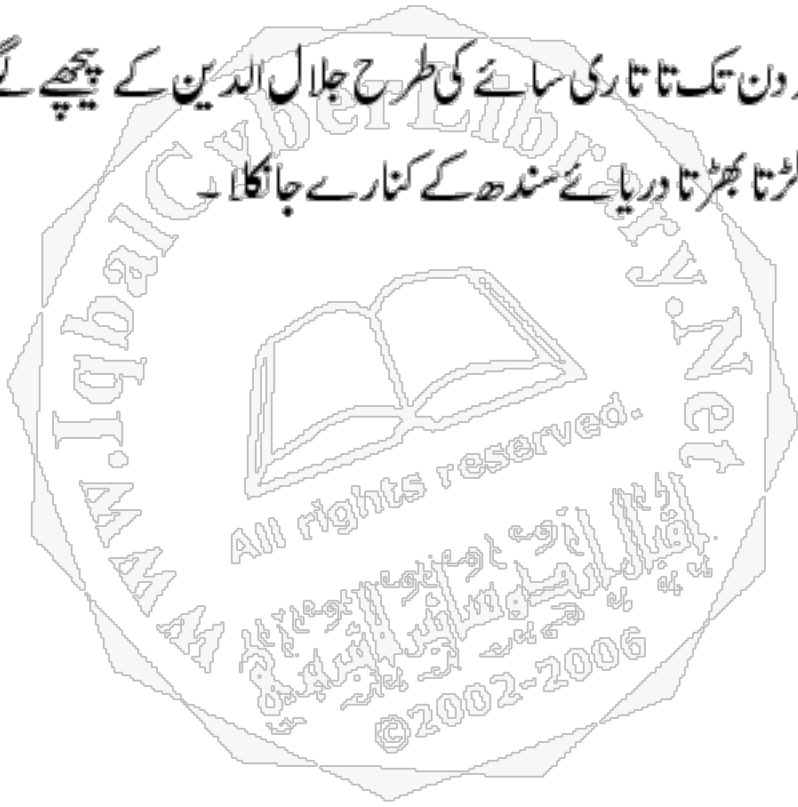 دن تک تاتاری سائے کی طرح جلال الدین کے پیچھے
لڑتا بھڑتا دریائے سندھ کے کنارے جا نکلا۔
www.IqbalCyberLibrary.Net
All rights reserved.
©2002-2006